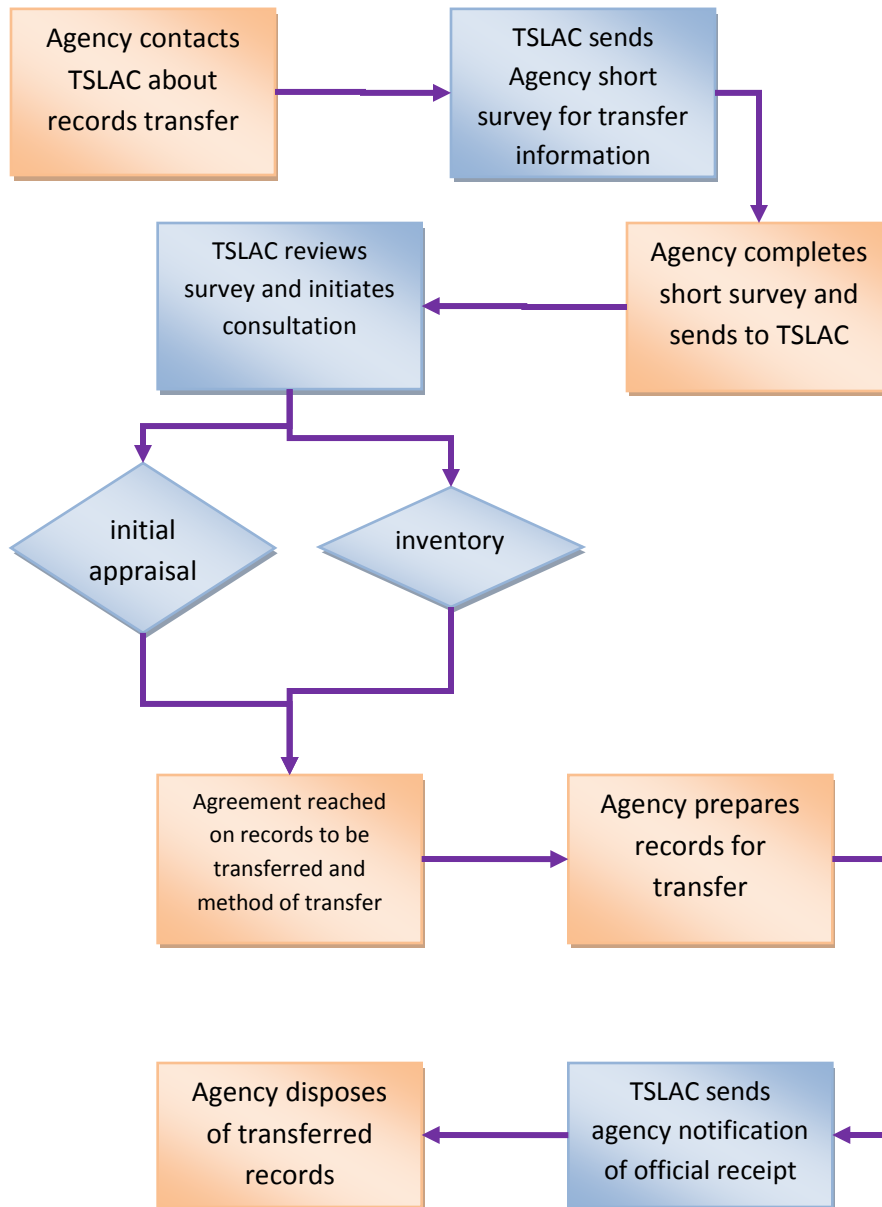 Agency contacts
TSLAC about
records transfer
TSLAC sends
Agency short
survey for transfer
information
Agency completes
short survey and
sends to TSLAC
TSLAC reviews
survey and initiates
consultation
initial
appraisal
inventory
Agreement reached
on records to be
transferred and
method of transfer
Agency prepares
records for
transfer
TSLAC sends
agency notification
of official receipt
Agency disposes
of transferred
records